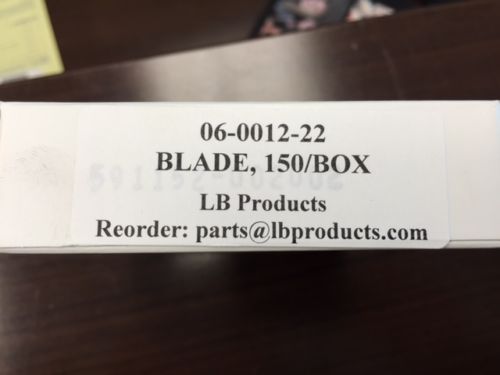 06-0012-22
BLADE, 150/BOX
LB Products
Reorder: parts@lbproducts.com